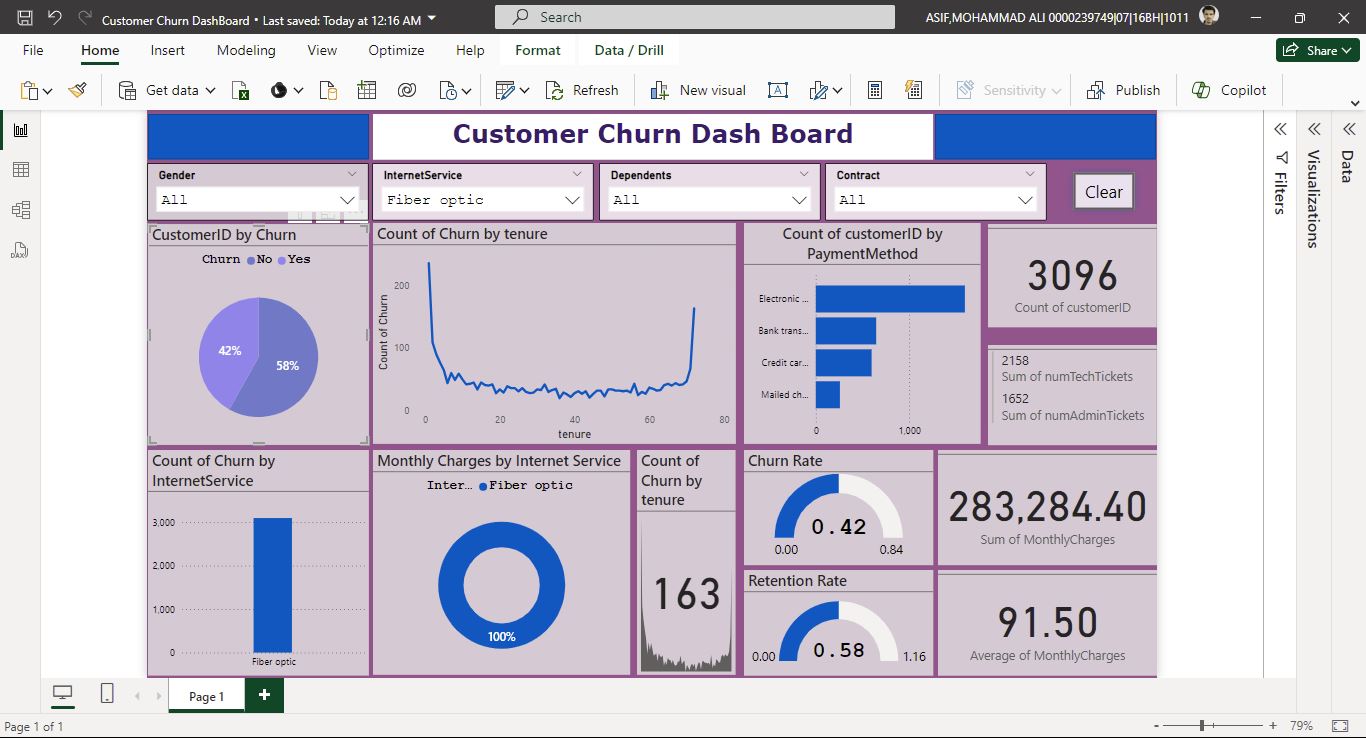 Customer Churn DashBoard • Last saved: Today at 12:16 AM
Search
ASIF,MOHAMMAD ALI 0000239749|07|16BH|1011
File Home Insert Modeling View Optimize Help Format Data / Drill
Share
Get data
Refresh
New visual
Sensitivity
Publish
Copilot
Customer Churn Dash Board
Gender
All
InternetService
Fiber optic
Dependents
All
Contract
All
Clear
CustomerID by Churn
Churn No Yes
42%
58%
Count of Churn by tenure
Count of Churn
200
100
0
0 20 40 60 80
tenure
Count of customerID by
PaymentMethod
Electronic ...
Bank trans...
Credit car...
Mailed ch...
0 1,000
3096
Count of customerID
2158
Sum of numTechTickets
1652
Sum of numAdminTickets
Count of Churn by
InternetService
3,000
2,000
1,000
0
Fiber optic
Monthly Charges by Internet Service
Inter... Fiber optic
100%
Count of
Churn by
tenure
163
Churn Rate
0.42
0.00 0.84
Retention Rate
0.58
0.00 1.16
283,284.40
Sum of MonthlyCharges
91.50
Average of MonthlyCharges
Filters
Visualizations
Data
DAX
Page 1
+
Page 1 of 1
- + 79%